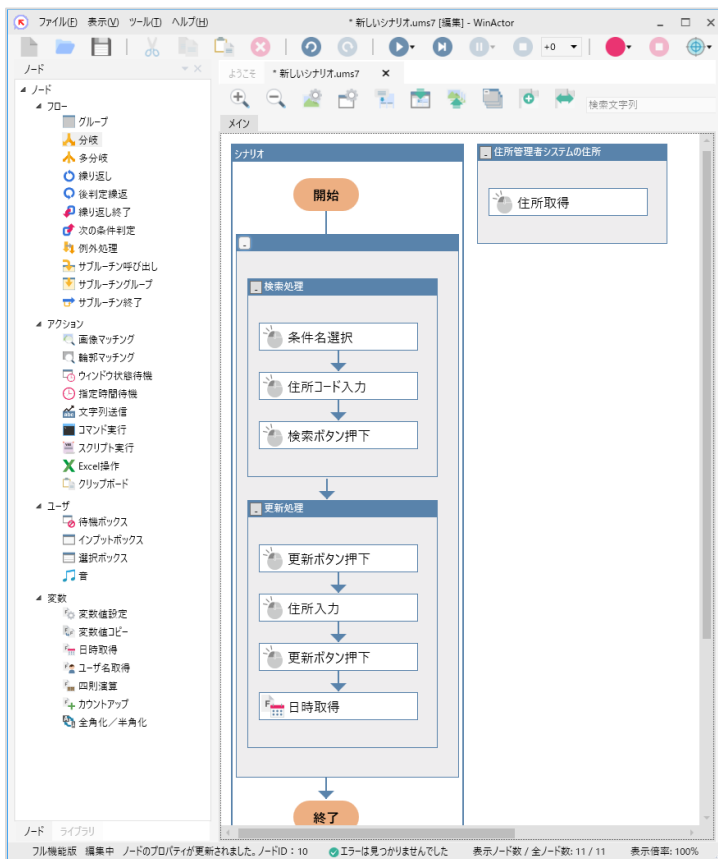 ファイル(F) 表示(V) ツール(T) ヘルプ(H)
* 新しいシナリオ.ums7 [編集] - WinActor
+0
ノード
ようこそ
* 新しいシナリオ.ums7
検索文字列
メイン
ノード
フロー
グループ
分岐
多分岐
繰り返し
後判定繰返
繰り返し終了
次の条件判定
例外処理
サブルーチン呼び出し
サブルーチングループ
サブルーチン終了
アクション
画像マッチング
輪郭マッチング
ウィンドウ状態待機
指定時間待機
文字列送信
コマンド実行
スクリプト実行
Excel操作
クリップボード
ユーザ
待機ボックス
インプットボックス
選択ボックス
音
変数
変数値設定
変数値コピー
日時取得
ユーザ名取得
四則演算
カウントアップ
全角化/半角化
ノード ライブラリ
シナリオ
開始
検索処理
条件名選択
住所コード入力
検索ボタン押下
更新処理
更新ボタン押下
住所入力
更新ボタン押下
日時取得
終了
住所管理者システムの住所
住所取得
フル機能版 編集中 ノードのプロパティが更新されました。ノードID:10 エラーは見つかりませんでした 表示ノード数 / 全ノード数: 11 / 11 表示倍率: 100%